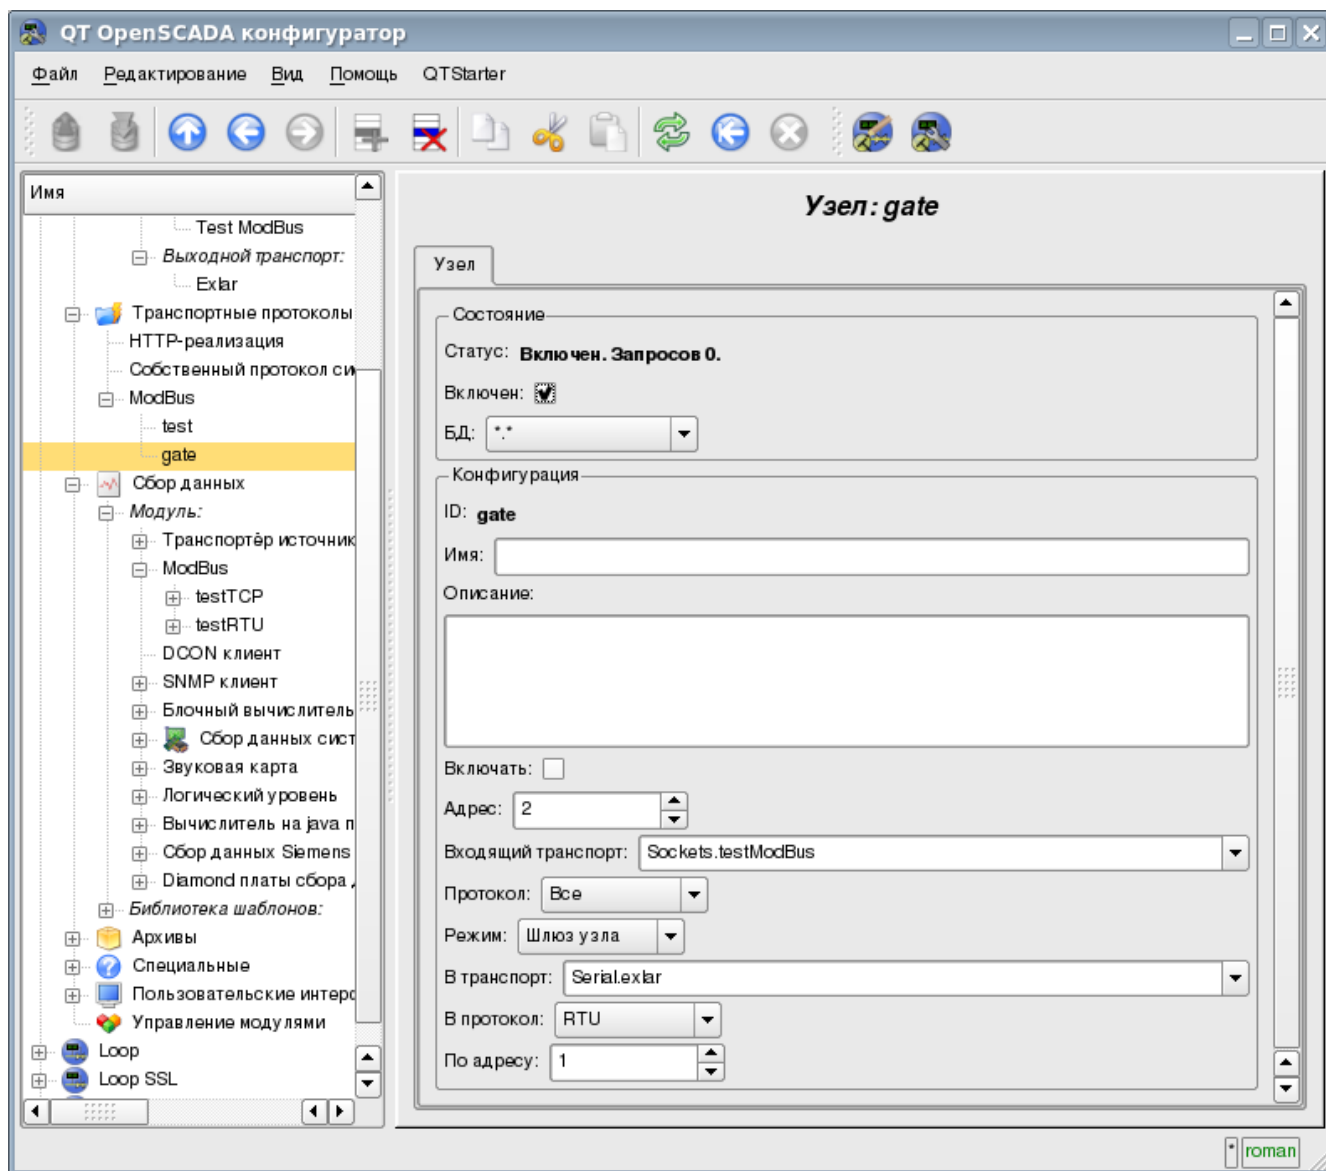 QT OpenSCADA конфигуратор
Файл Редактирование Вид Помощь QTStarter
Имя
Test ModBus
Выходной транспорт:
Exlar
Транспортные протоколы
HTTP-реализация
Собственный протокол си
ModBus
test
gate
Сбор данных
Модуль:
Транспортёр источник
ModBus
testTCP
testRTU
DCON клиент
SNMP клиент
Блочный вычислитель
Сбор данных сист
Звуковая карта
Логический уровень
Вычислитель на java п
Сбор данных Siemens
Diamond платы сбора
Библиотека шаблонов:
Архивы
Специальные
Пользовательские интерф
Управление модулями
Loop
Loop SSL
Узел: gate
Узел
Состояние
Статус: Включен. Запросов 0.
Включен:
БД: *.*
Конфигурация
ID: gate
Имя:
Описание:
Включать:
Адрес: 2
Входящий транспорт: Sockets.testModBus
Протокол: Все
Режим: Шлюз узла
В транспорт: Serial.exlar
В протокол: RTU
По адресу: 1
* roman